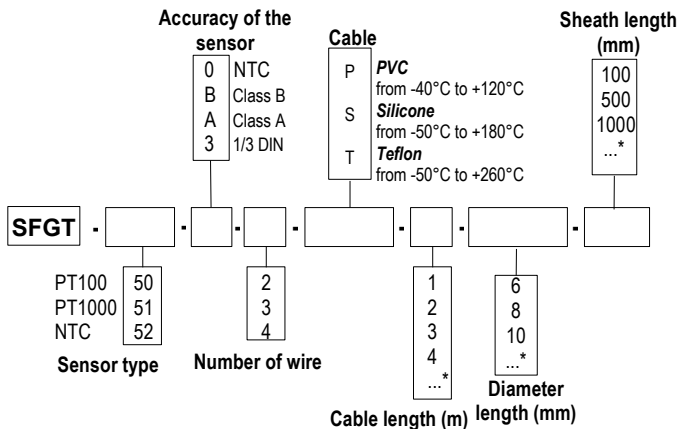 Accuracy of the
sensor
0 NTC
B Class B
A Class A
3 1/3 DIN
Cable
P PVC
from -40°C to +120°C
S Silicone
from -50°C to +180°C
T Teflon
from -50°C to +260°C
Sheath length
(mm)
100
500
1000
...*
SFGT - - - - - - -
PT100 50
PT1000 51
NTC 52
Sensor type
2
3
4
Number of wire
1
2
3
4
...*
Cable length (m)
6
8
10
...*
Diameter
length (mm)